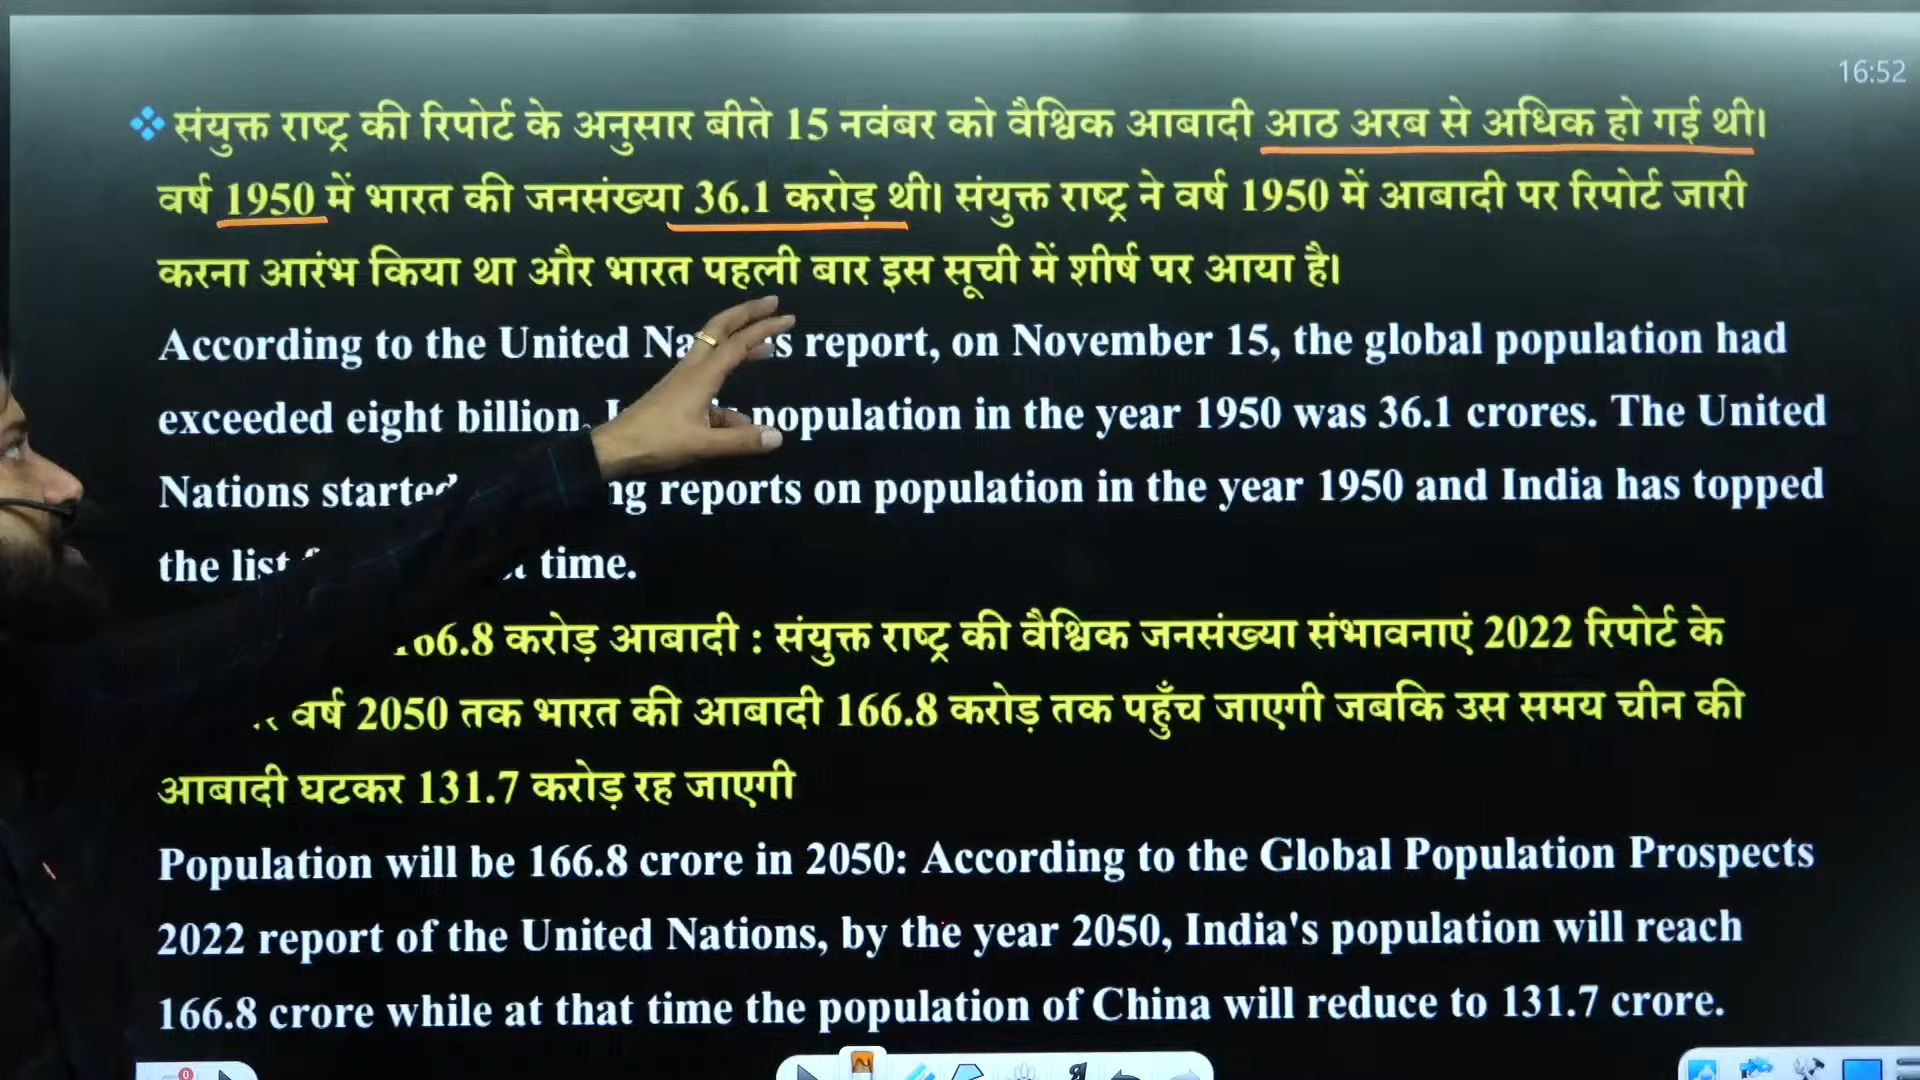 16:52
संयुक्त राष्ट्र की रिपोर्ट के अनुसार बीते 15 नवंबर को वैश्विक आबादी आठ अरब से अधिक हो गई थी।
वर्ष 1950 में भारत की जनसंख्या 36.1 करोड़ थी। संयुक्त राष्ट्र ने वर्ष 1950 में आबादी पर रिपोर्ट जारी
करना आरंभ किया था और भारत पहली बार इस सूची में शीर्ष पर आया है।
According to the United report, on November 15, the global population had
exceeded eight billion. population in the year 1950 was 36.1 crores. The United
Nations reports on population in the year 1950 and India has topped
the list time.
करोड़ आबादी : संयुक्त राष्ट्र की वैश्विक जनसंख्या संभावनाएं 2022 रिपोर्ट के
वर्ष 2050 तक भारत की आबादी 166.8 करोड़ तक पहुँच जाएगी जबकि उस समय चीन की
आबादी घटकर 131.7 करोड़ रह जाएगी
Population will be 166.8 crore in 2050: According to the Global Population Prospects
2022 report of the United Nations, by the year 2050, India's population will reach
166.8 crore while at that time the population of China will reduce to 131.7 crore.
0